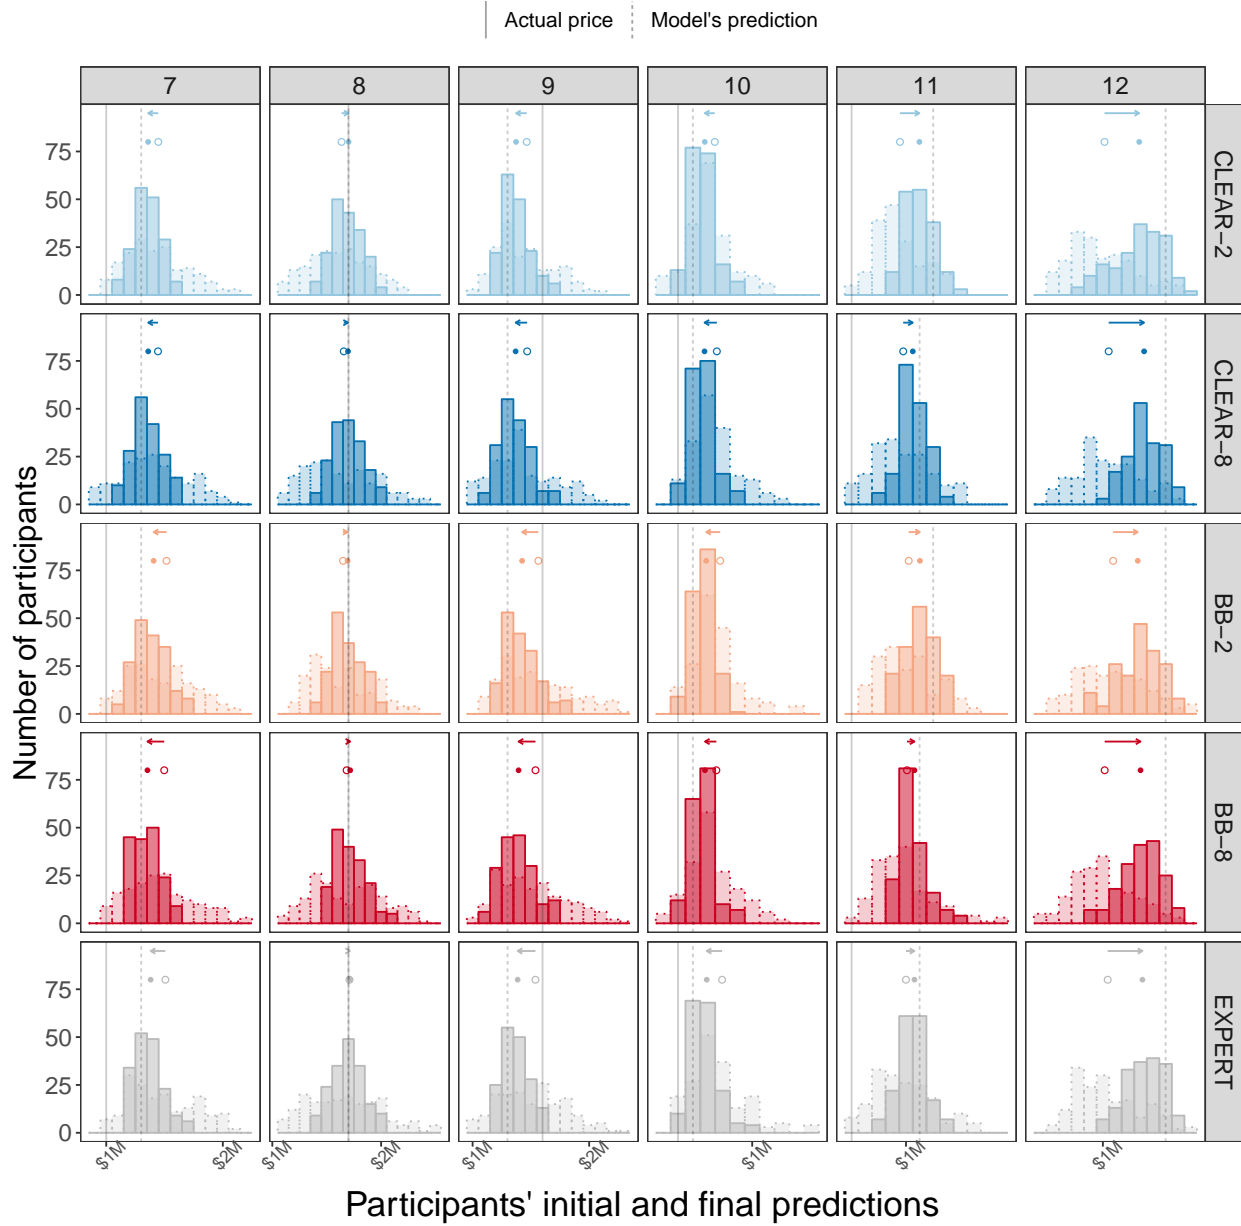 Actual price Model's prediction
7 8 9 10 11 12
75
50
25
0
CLEAR−2
75
50
25
0
CLEAR−8
75
50
25
0
BB−2
75
50
25
0
BB−8
75
50
25
0
EXPERT
Number of participants
$1M $2M $1M $2M $1M $2M $1M $1M $1M
Participants' initial and final predictions